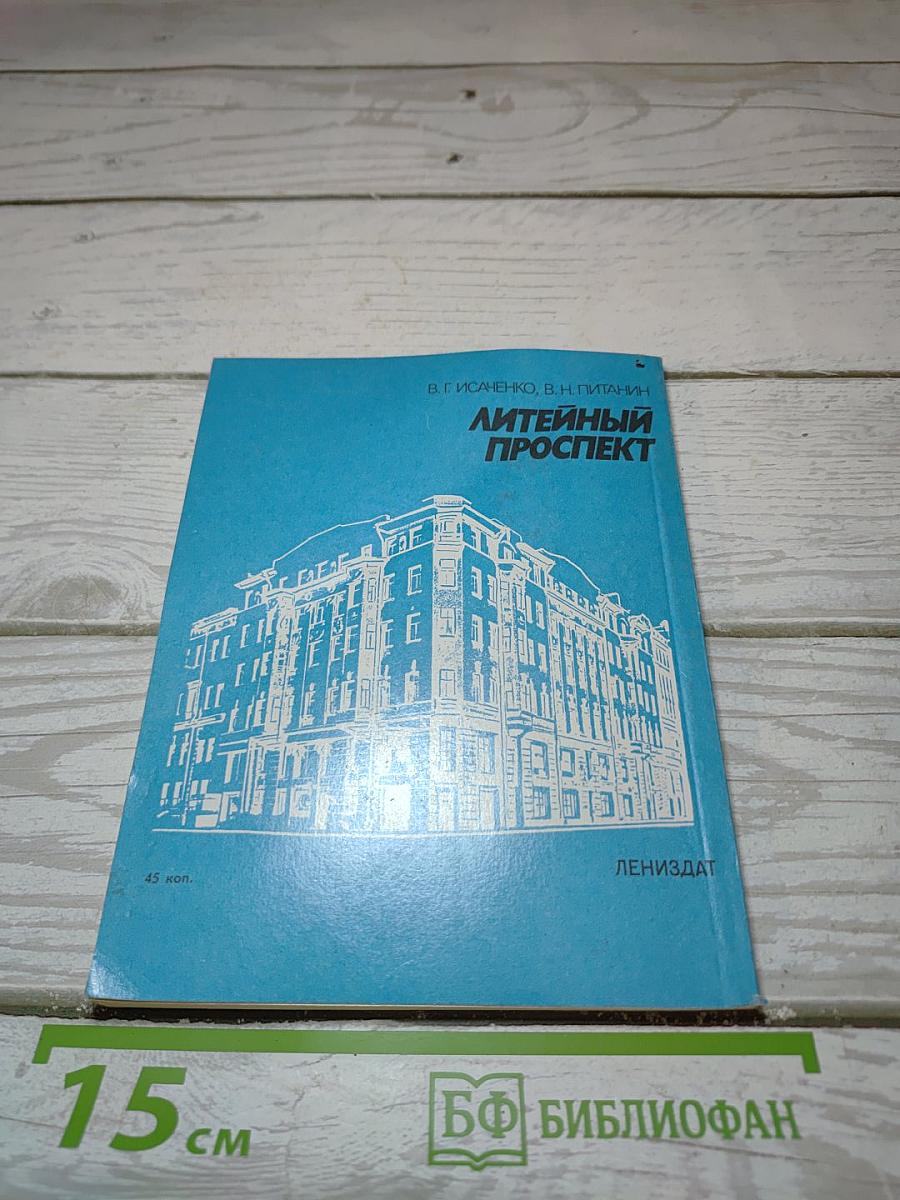 В. Г. ИСАЧЕНКО, В. Н. ПИТАНИН
ЛИТЕЙНЫЙ
ПРОСПЕКТ
45 коп.
ЛЕНИЗДАТ
15 см
БФ БИБЛИОФАН